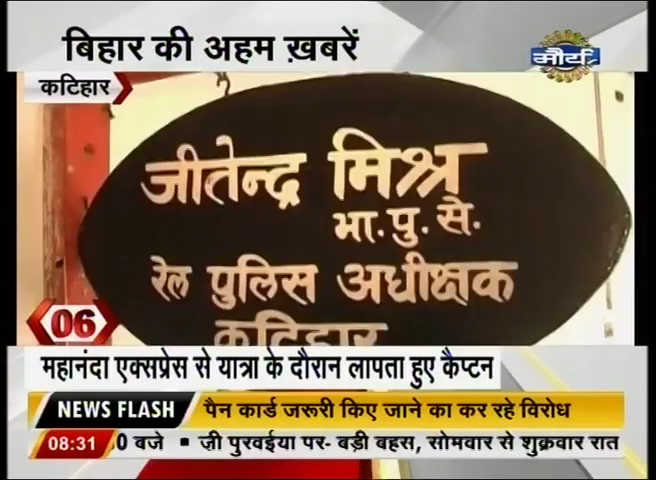 बिहार की अहम ख़बरें
मौर्य
कटिहार
जीतेन्द्र मिश्र
भा. पु. से.
रेल पुलिस अधीक्षक
कटिहार
06
महानंदा एक्सप्रेस से यात्रा के दौरान लापता हुए कैप्टन
NEWS FLASH
पैन कार्ड जरूरी किए जाने का कर रहे विरोध
08:31
0 बजे ▪ ज़ी पुरवईया पर- बड़ी बहस, सोमवार से शुक्रवार रात